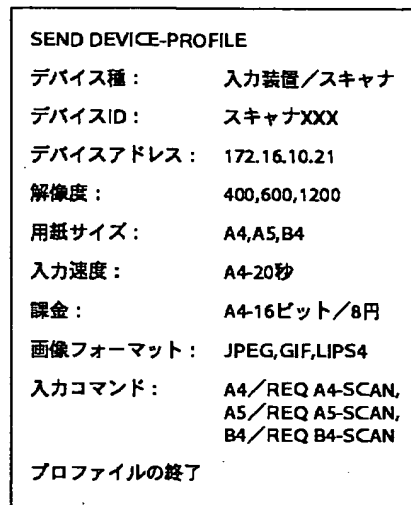 SEND DEVICE-PROFILE
デバイス種： 入力装置／スキャナ
デバイスID： スキャナXXX
デバイスアドレス： 172.16.10.21
解像度： 400,600,1200
用紙サイズ： A4,A5,B4
入力速度： A4-20秒
課金： A4-16ビット／8円
画像フォーマット： JPEG,GIF,LIPS4
入力コマンド： A4／REQ A4-SCAN,
A5／REQ A5-SCAN,
B4／REQ B4-SCAN
プロファイルの終了